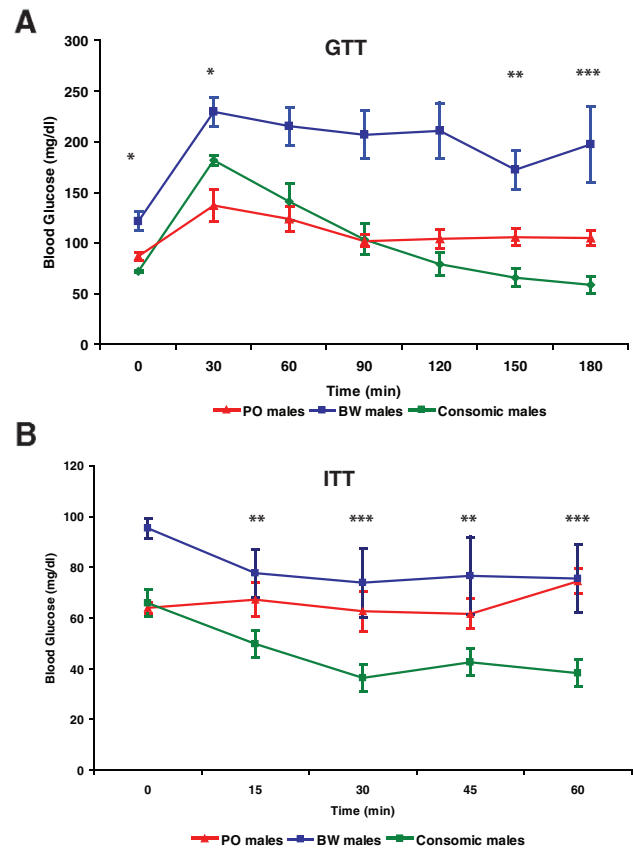 A
GTT
Blood Glucose (mg/dl)
300
250
200
150
100
50
0
* * ** ***
0 30 60 90 120 150 180
Time (min)
PO males BW males Consomic males
B
ITT
Blood Glucose (mg/dl)
120
100
80
60
40
20
0
** *** ** ***
0 15 30 45 60
Time (min)
PO males BW males Consomic males